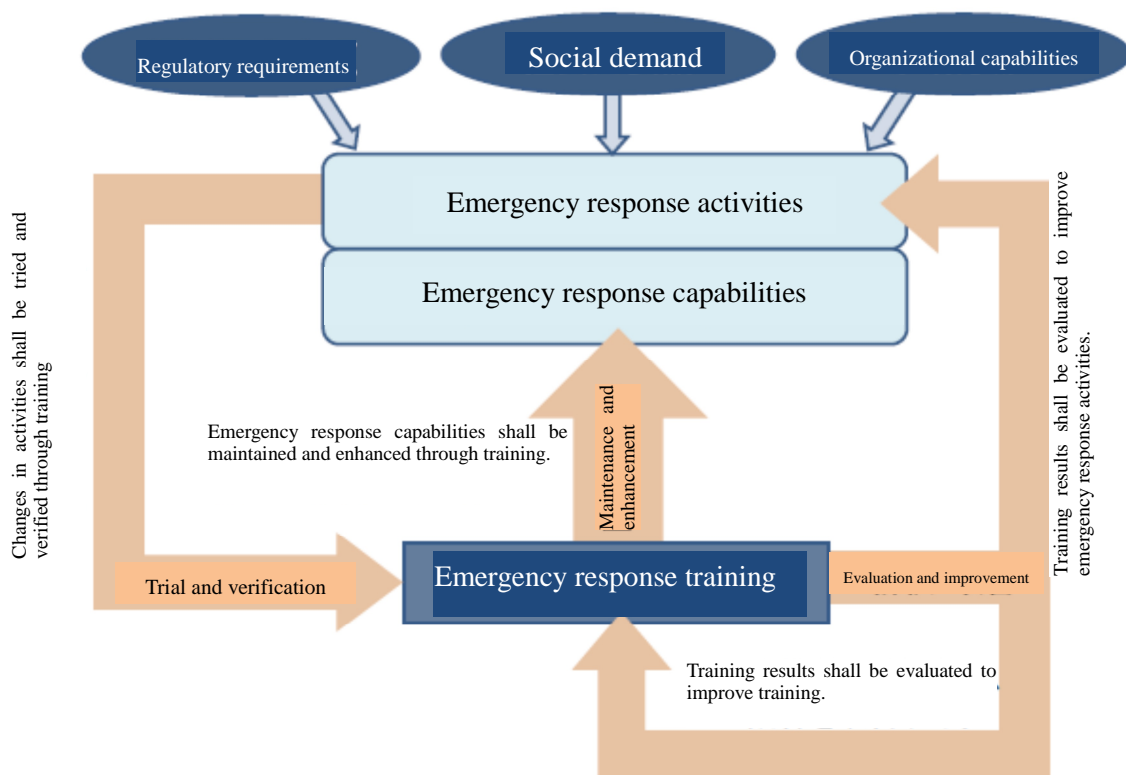 Regulatory requirements
Social demand
Organizational capabilities
Emergency response activities
Emergency response capabilities
Changes in activities shall be tried and
verified through training
Training results shall be evaluated to improve
emergency response activities.
Emergency response capabilities shall be
maintained and enhanced through training.
Maintenance and
enhancement
Trial and verification
Emergency response training
Evaluation and improvement
Training results shall be evaluated to
improve training.